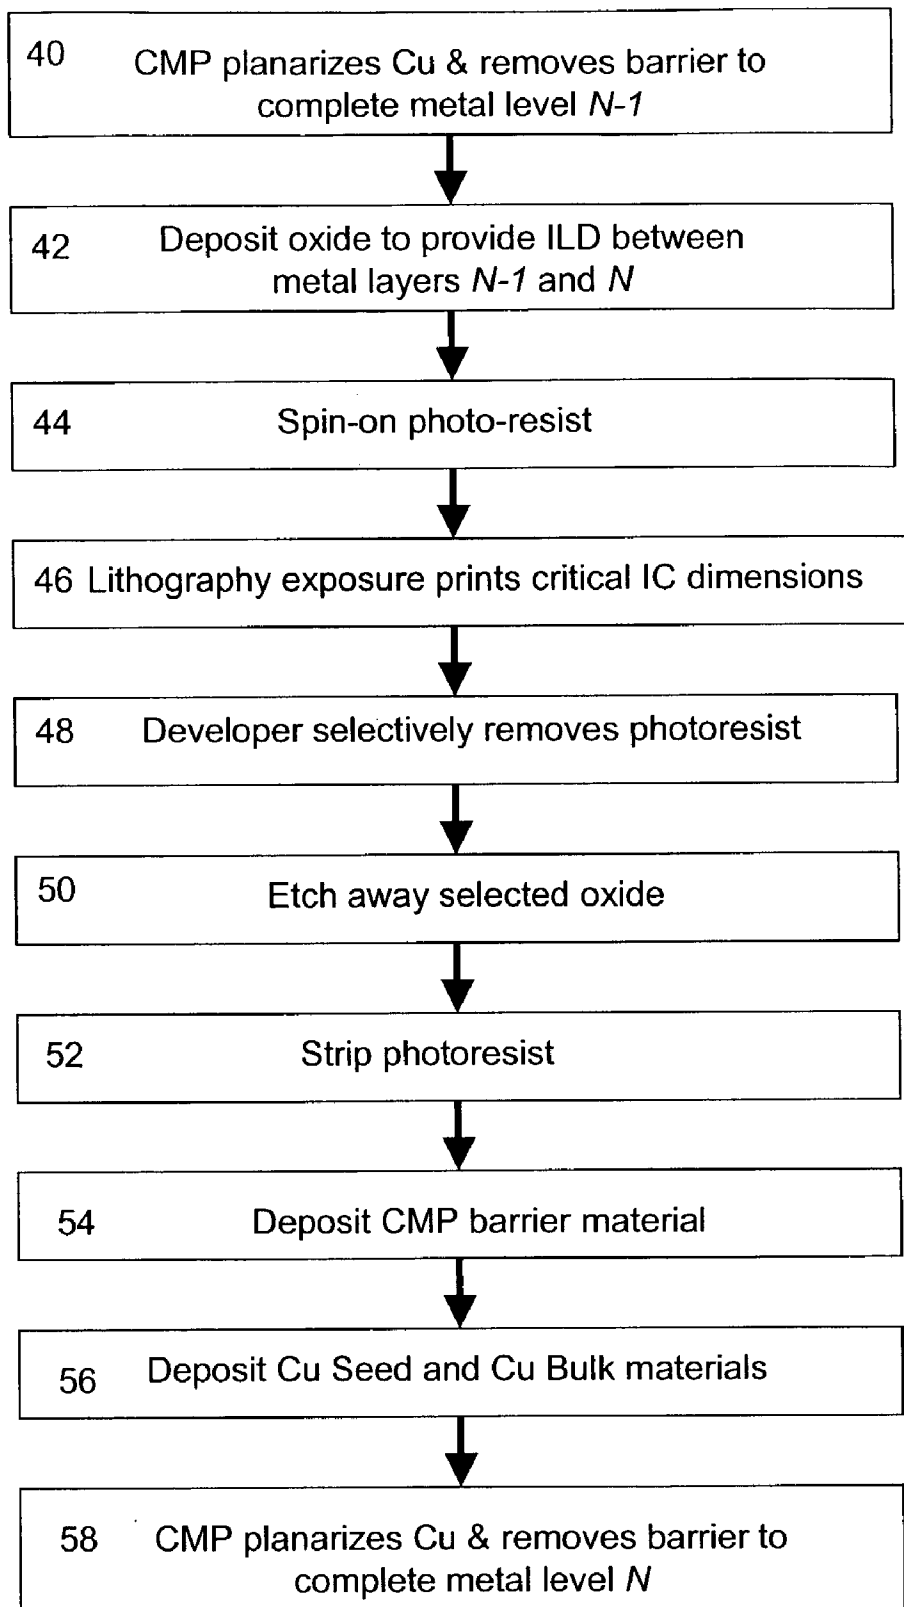 40 CMP planarizes Cu & removes barrier to
complete metal level N-1
42 Deposit oxide to provide ILD between
metal layers N-1 and N
44 Spin-on photo-resist
46 Lithography exposure prints critical IC dimensions
48 Developer selectively removes photoresist
50 Etch away selected oxide
52 Strip photoresist
54 Deposit CMP barrier material
56 Deposit Cu Seed and Cu Bulk materials
58 CMP planarizes Cu & removes barrier to
complete metal level N